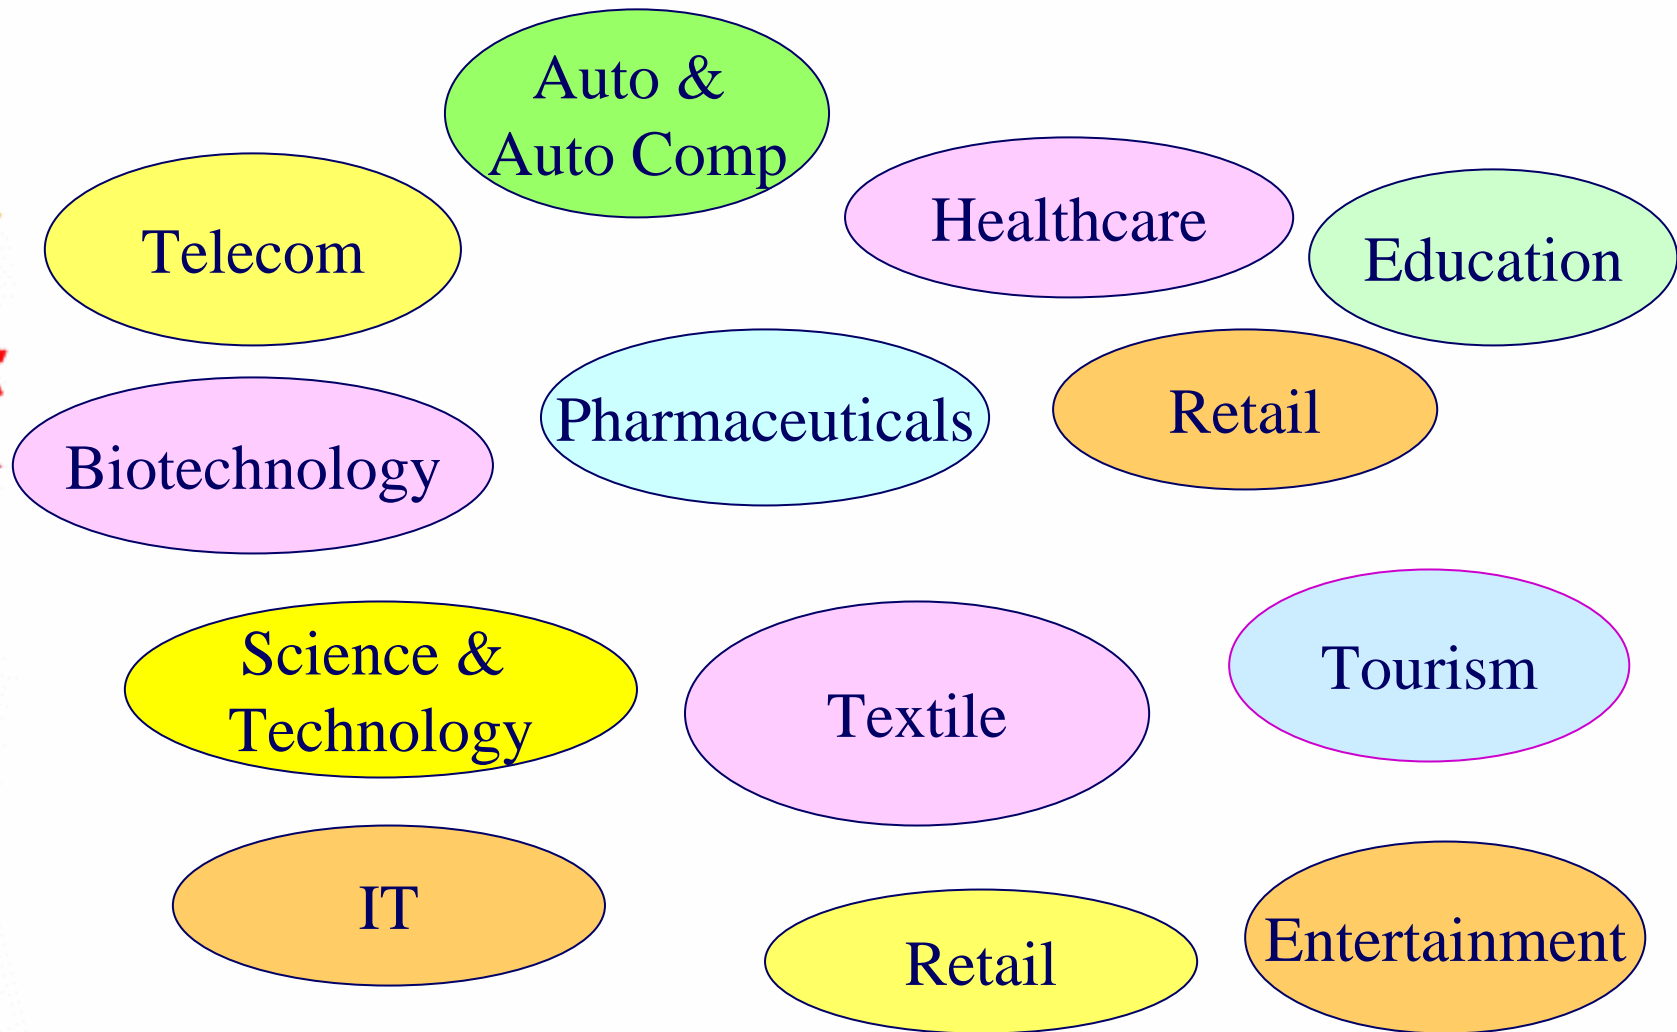 Auto &
Auto Comp
Telecom
Healthcare
Education
Biotechnology
Pharmaceuticals
Retail
Science &
Technology
Textile
Tourism
IT
Retail
Entertainment